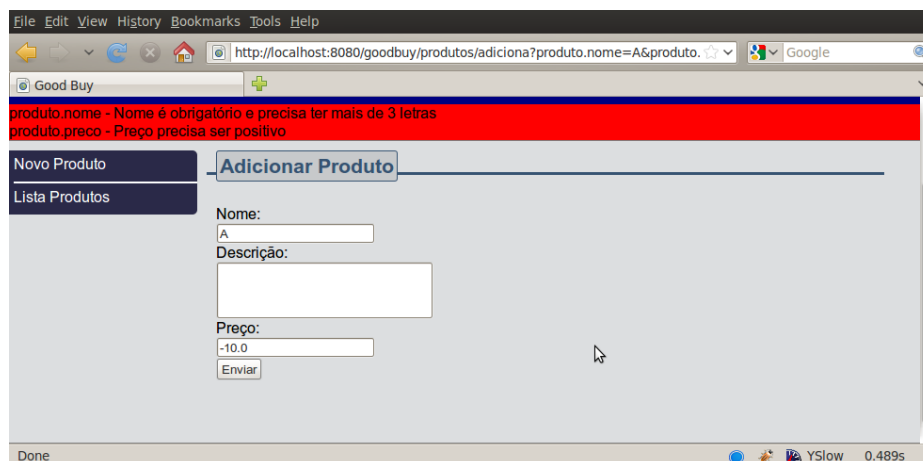 File Edit View History Bookmarks Tools Help
http://localhost:8080/goodbuy/produtos/adiciona?produto.nome=A&produto.
Google
Good Buy
produto.nome - Nome é obrigatório e precisa ter mais de 3 letras
produto.preco - Preço precisa ser positivo
Novo Produto
Lista Produtos
Adicionar Produto
Nome:
A
Descrição:
Preço:
-10.0
Enviar
Done
YSlow 0.489s